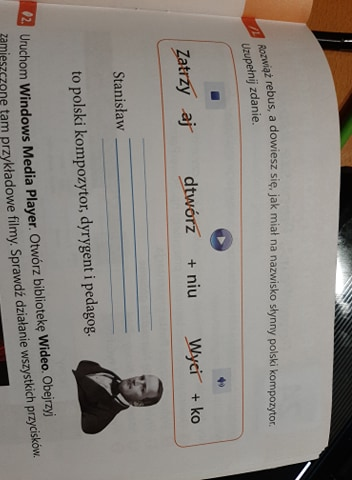 1. Rozwiąż rebus, a dowiesz się, jak miał na nazwisko słynny polski kompozytor.
Uzupełnij zdanie.
Zatrzy aj dtwórz + niu Wyci + ko
Stanisław
to polski kompozytor, dyrygent i pedagog.
2. Uruchom Windows Media Player. Otwórz bibliotekę Wideo. Obejrzyj
zamieszczone tam przykładowe filmy. Sprawdź działanie wszystkich przycisków.